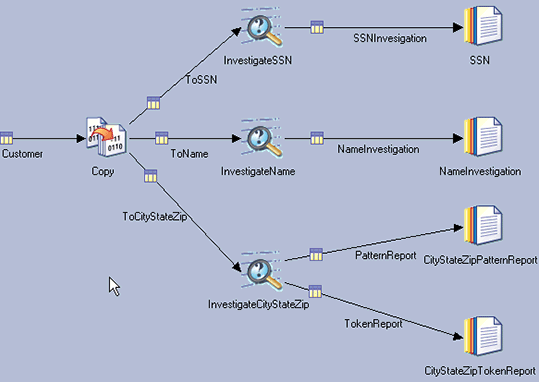 SSNInvesigation
InvestigateSSN
SSN
ToSSN
Customer
Copy
ToName
InvestigateName
NameInvestigation
NameInvestigation
ToCityStateZip
PatternReport
CityStateZipPatternReport
InvestigateCityStateZip
TokenReport
CityStateZipTokenReport